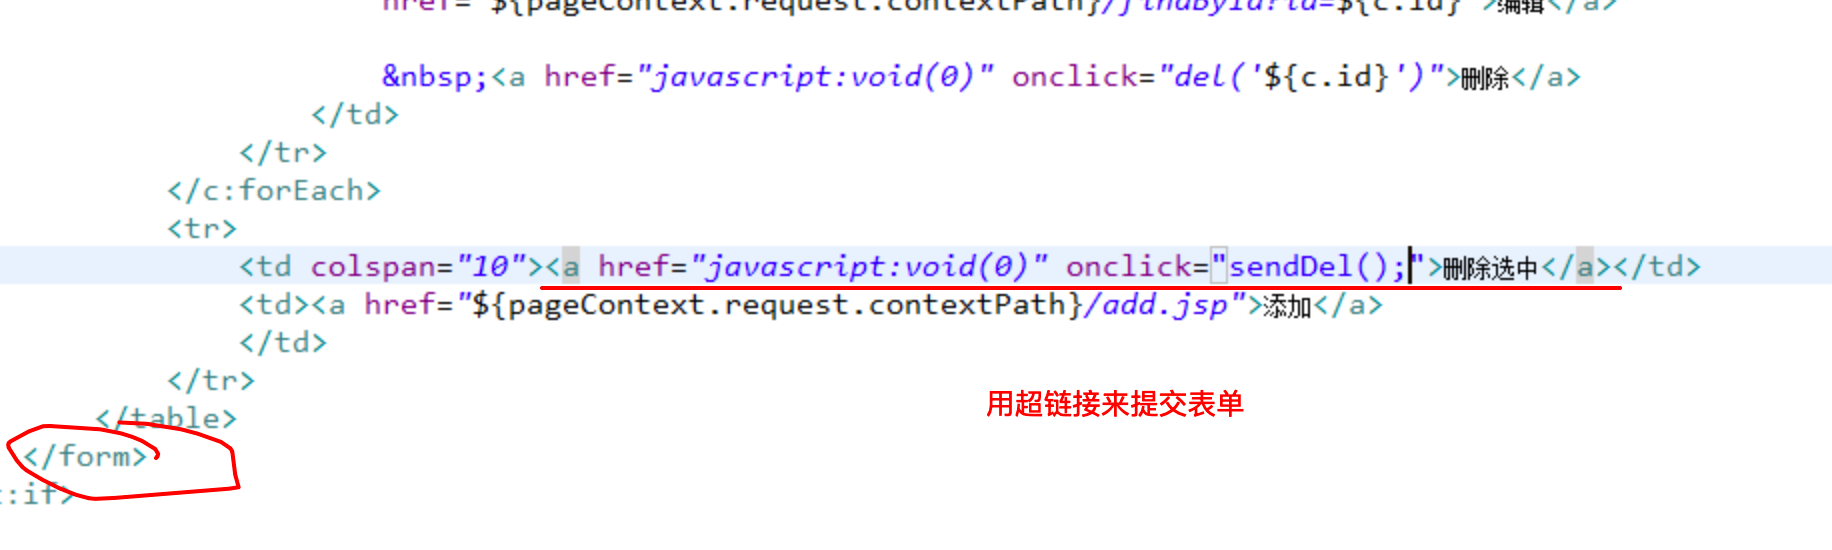 href="${pageContext.request.contextPath}/findById?id=${c.id}">编辑</a>
&nbsp;<a href="javascript:void(0)" onclick="del('${c.id}')">删除</a>
</td>
</tr>
</c:forEach>
<tr>
<td colspan="10"><a href="javascript:void(0)" onclick="sendDel();">删除选中</a></td>
<td><a href="${pageContext.request.contextPath}/add.jsp">添加</a>
</td>
</tr>
</table>
用超链接来提交表单
</form>
:if>